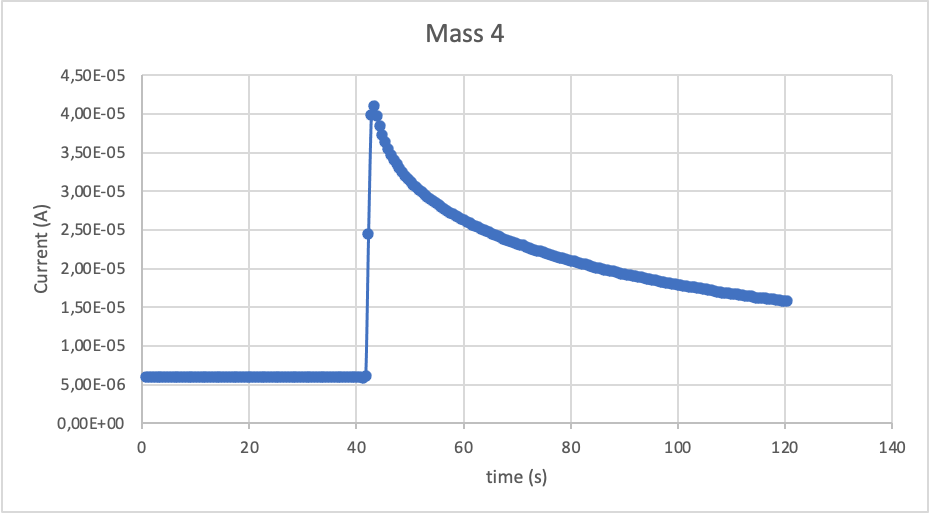 Mass 4
4,50E-05
4,00E-05
3,50E-05
3,00E-05
2,50E-05
2,00E-05
1,50E-05
1,00E-05
5,00E-06
0,00E+00
Current (A)
0 20 40 60 80 100 120 140
time (s)